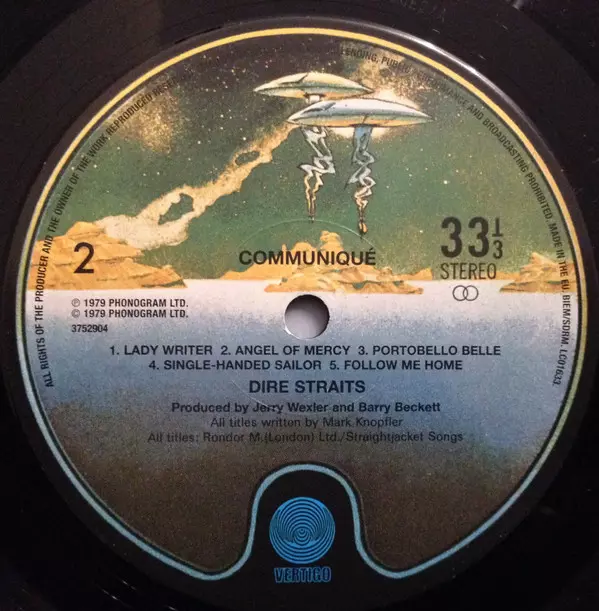 ALL RIGHTS OF THE PRODUCER AND THE OWNER OF THE WORK REPRODUCED RES
LENDING, PUBLIC PERFORMANCE AND BROADCASTING PROHIBITED. MADE IN THE EU. BIEM/SDRM. LC01633.
2
COMMUNIQUÉ
33 1/3
STEREO
℗ 1979 PHONOGRAM LTD.
© 1979 PHONOGRAM LTD.
3752904
1. LADY WRITER 2. ANGEL OF MERCY 3. PORTOBELLO BELLE
4. SINGLE-HANDED SAILOR 5. FOLLOW ME HOME
DIRE STRAITS
Produced by Jerry Wexler and Barry Beckett
All titles written by Mark Knopfler
All titles: Rondor M.(London) Ltd./Straightjacket Songs
VERTIGO